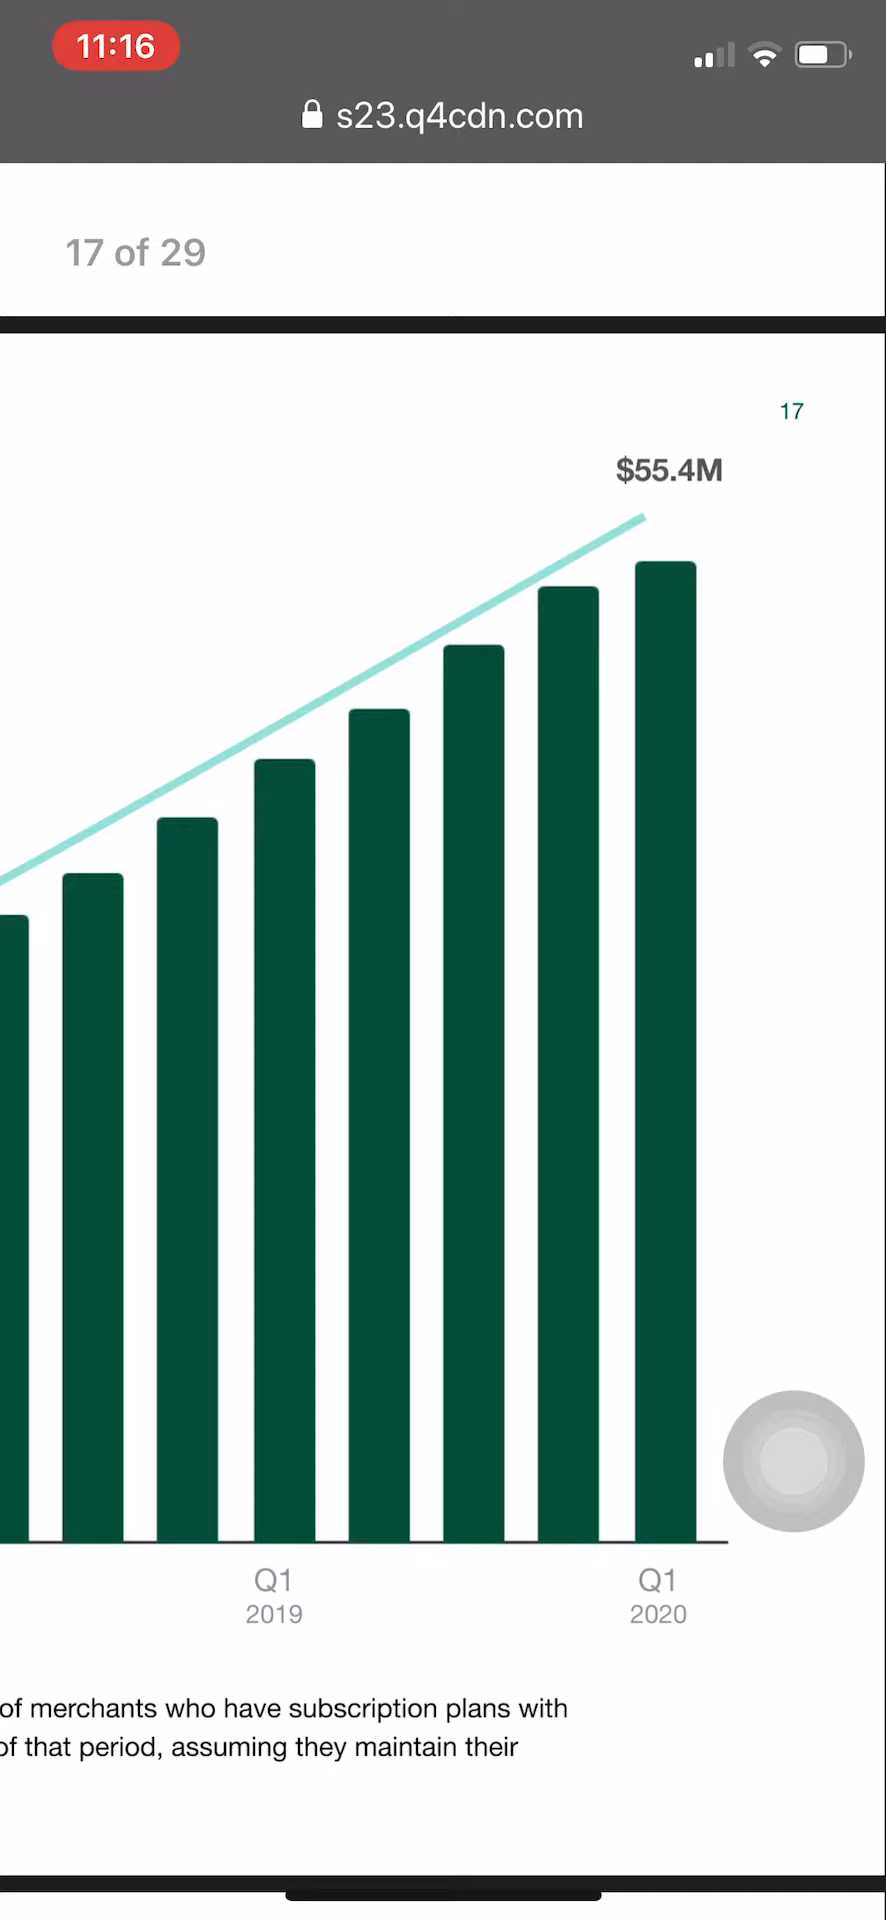 11:16
s23.q4cdn.com
17 of 29
17
$55.4M
Q1 Q1
2019 2020
of merchants who have subscription plans with
of that period, assuming they maintain their